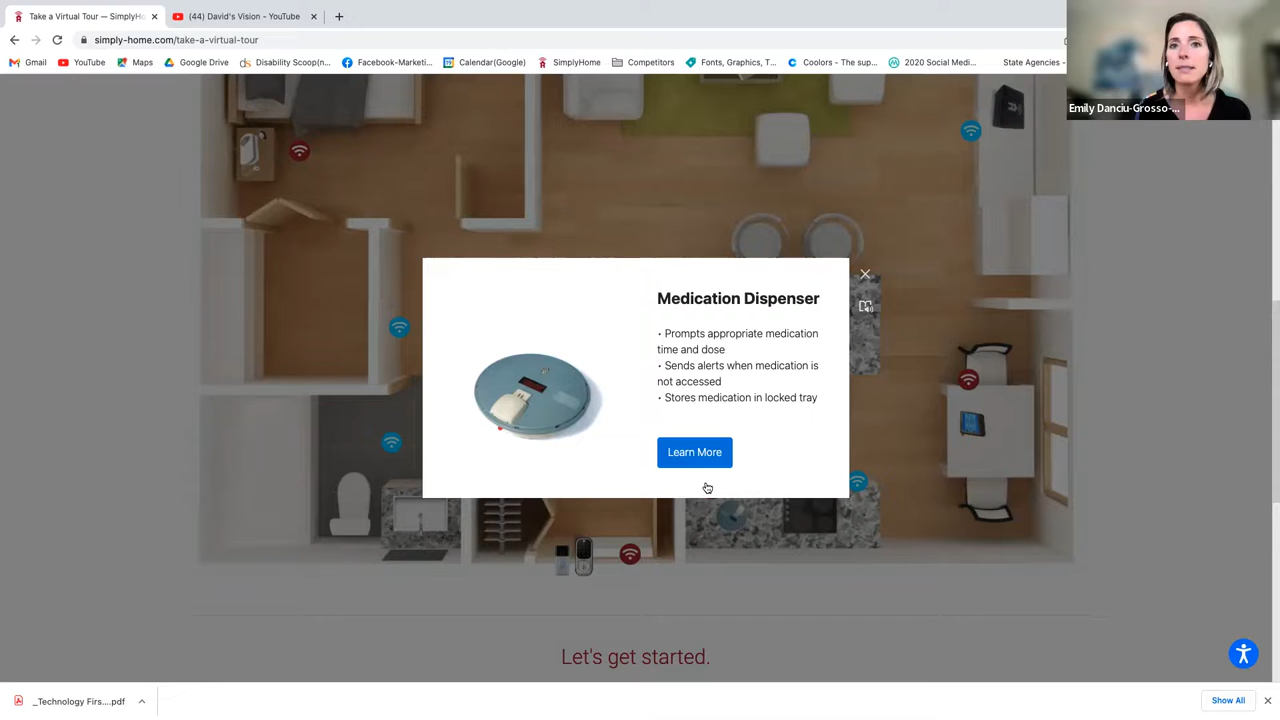 Take a Virtual Tour — SimplyHo
(44) David's Vision - YouTube
simply-home.com/take-a-virtual-tour
Gmail
YouTube
Maps
Google Drive
Disability Scoop(n...
Facebook-Marketi...
Calendar(Google)
SimplyHome
Competitors
Fonts, Graphics, T...
Coolors - The sup...
2020 Social Medi...
State Agencies -
Emily Danciu-Grosso-...
Medication Dispenser
• Prompts appropriate medication
time and dose
• Sends alerts when medication is
not accessed
• Stores medication in locked tray
Learn More
Let's get started.
_Technology Firs....pdf
Show All